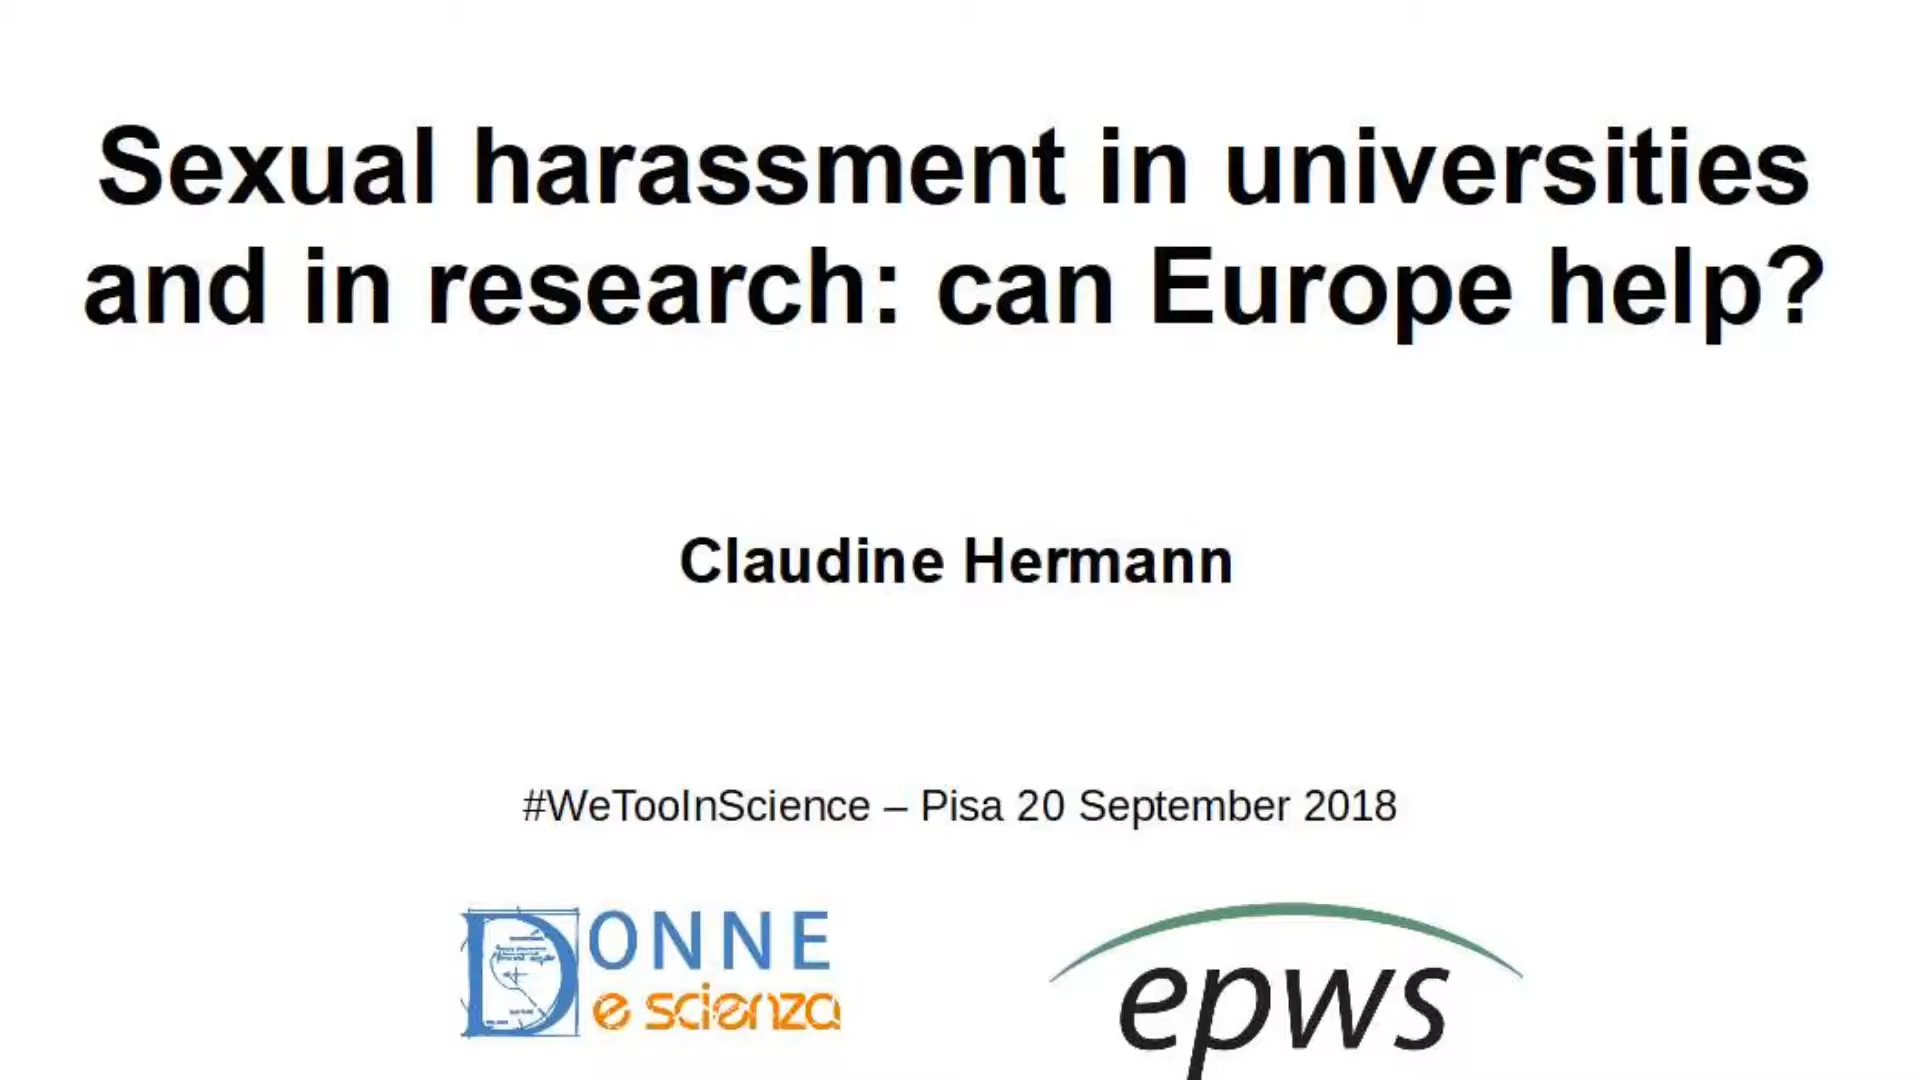 Sexual harassment in universities
and in research: can Europe help?
Claudine Hermann
#WeTooInScience – Pisa 20 September 2018
DONNE
e scienza
epws